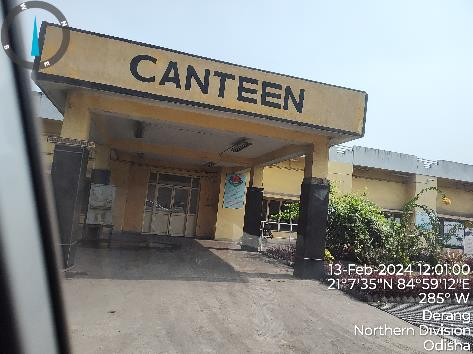 CANTEEN
13-Feb-2024 12:01:00
21°7'35"N 84°59'12"E
285° W
Derang
Northern Division
Odisha